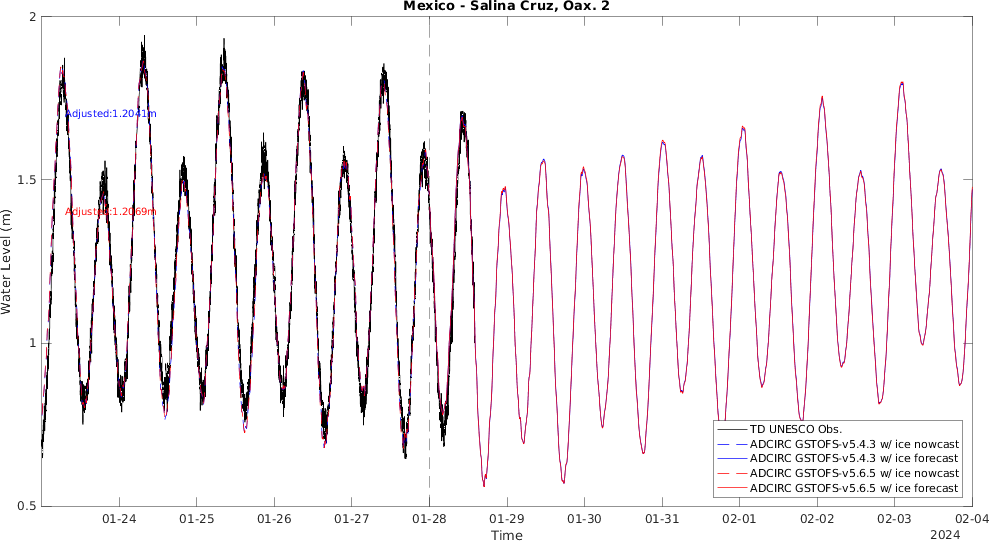 Mexico - Salina Cruz, Oax. 2
2
1.5
1
0.5
Water Level (m)
Adjusted:1.2041m
Adjusted:1.2069m
TD UNESCO Obs.
ADCIRC GSTOFS-v5.4.3 w/ ice nowcast
ADCIRC GSTOFS-v5.4.3 w/ ice forecast
ADCIRC GSTOFS-v5.6.5 w/ ice nowcast
ADCIRC GSTOFS-v5.6.5 w/ ice forecast
01-24 01-25 01-26 01-27 01-28 01-29 01-30 01-31 02-01 02-02 02-03 02-04
Time
2024